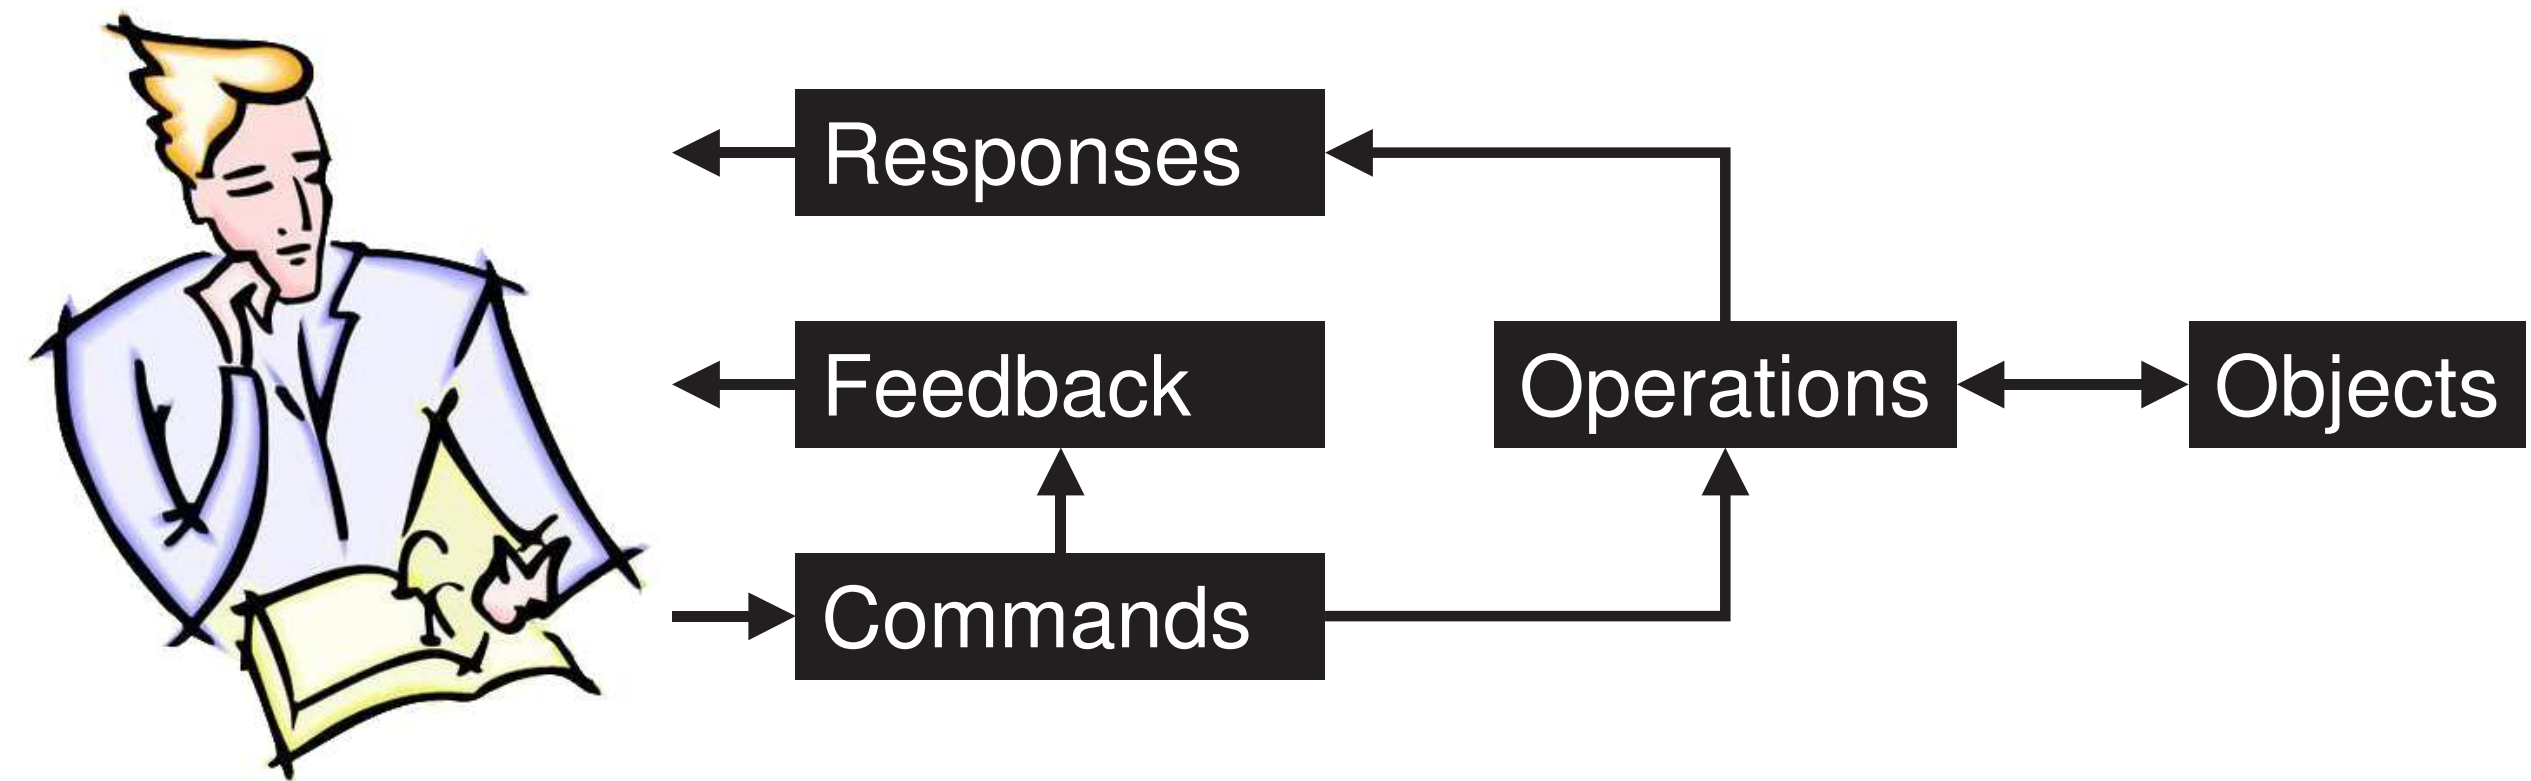 Responses
Feedback
Operations
Objects
Commands